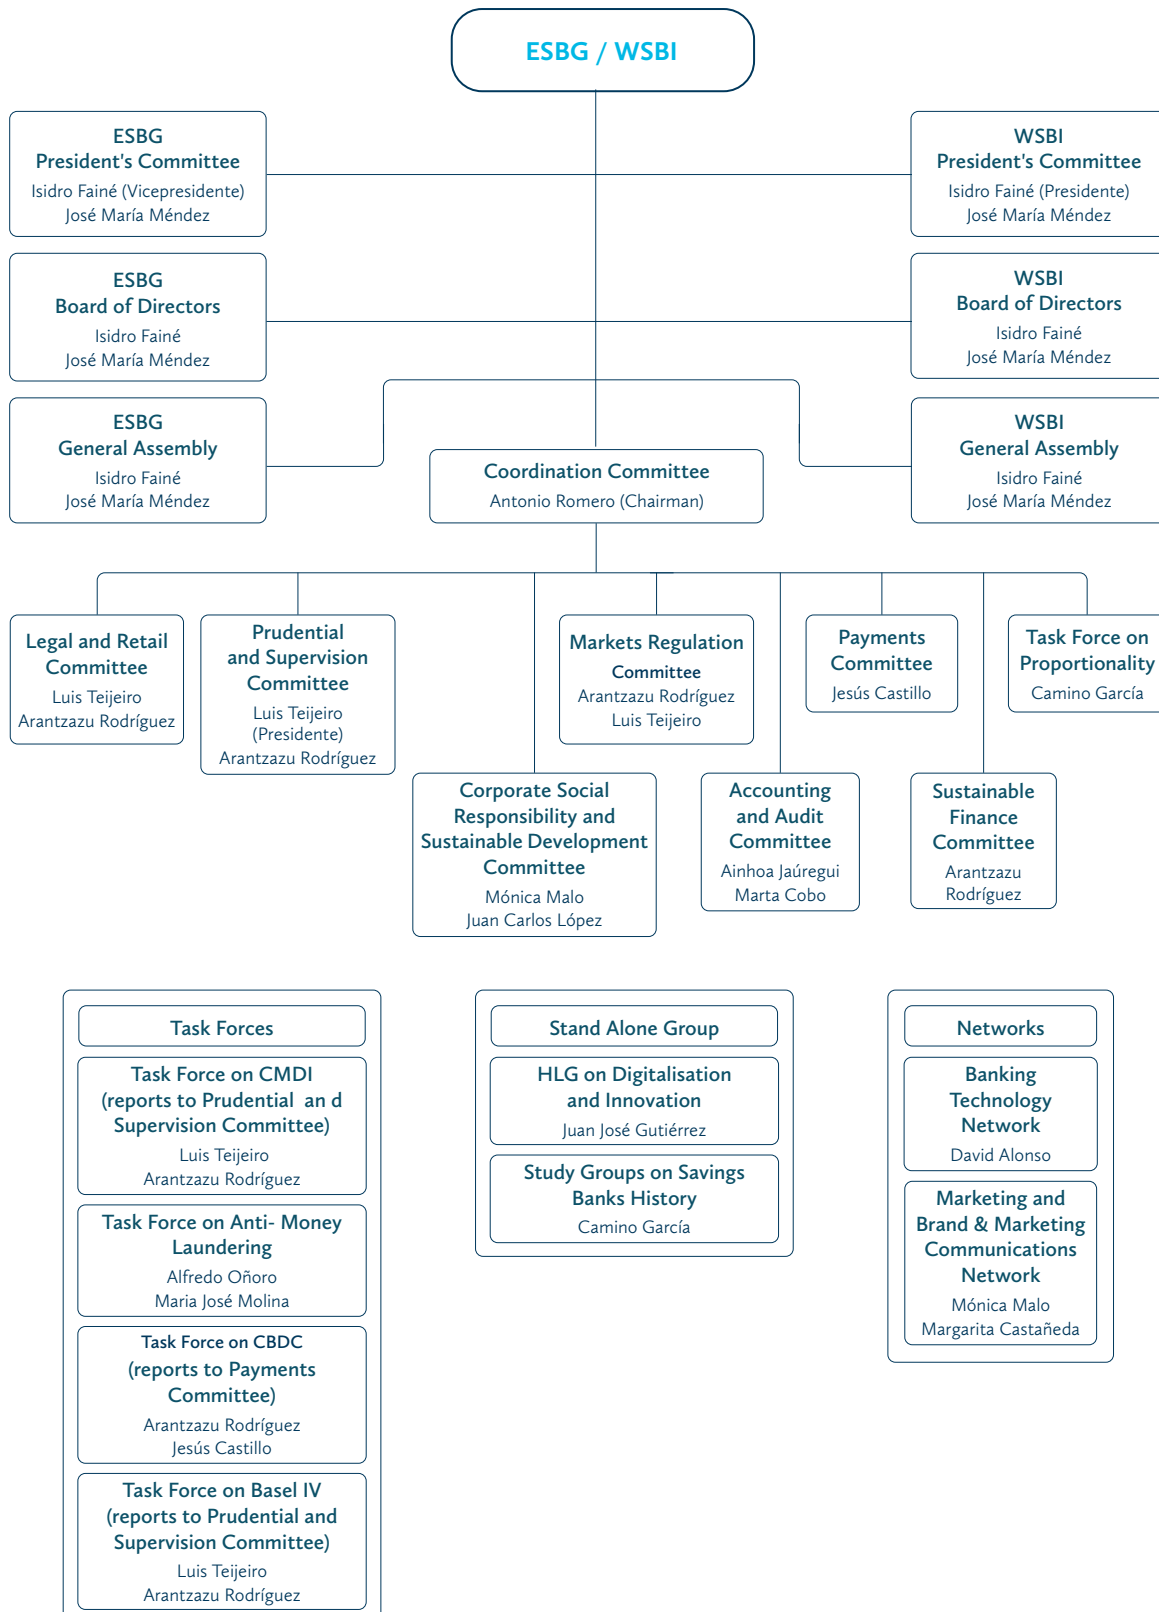 ESBG / WSBI
ESBG
President's Committee
Isidro Fainé (Vicepresidente)
José María Méndez
WSBI
President's Committee
Isidro Fainé (Presidente)
José María Méndez
ESBG
Board of Directors
Isidro Fainé
José María Méndez
WSBI
Board of Directors
Isidro Fainé
José María Méndez
ESBG
General Assembly
Isidro Fainé
José María Méndez
Coordination Committee
Antonio Romero (Chairman)
WSBI
General Assembly
Isidro Fainé
José María Méndez
Legal and Retail
Committee
Luis Teijeiro
Arantzazu Rodríguez
Prudential
and Supervision
Committee
Luis Teijeiro
(Presidente)
Arantzazu Rodríguez
Markets Regulation
Committee
Arantzazu Rodríguez
Luis Teijeiro
Payments
Committee
Jesús Castillo
Task Force on
Proportionality
Camino García
Corporate Social
Responsibility and
Sustainable Development
Committee
Mónica Malo
Juan Carlos López
Accounting
and Audit
Committee
Ainhoa Jaúregui
Marta Cobo
Sustainable
Finance
Committee
Arantzazu
Rodríguez
Task Forces
Task Force on CMDI
(reports to Prudential an d
Supervision Committee)
Luis Teijeiro
Arantzazu Rodríguez
Task Force on Anti- Money
Laundering
Alfredo Oñoro
Maria José Molina
Task Force on CBDC
(reports to Payments
Committee)
Arantzazu Rodríguez
Jesús Castillo
Task Force on Basel IV
(reports to Prudential and
Supervision Committee)
Luis Teijeiro
Arantzazu Rodríguez
Stand Alone Group
HLG on Digitalisation
and Innovation
Juan José Gutiérrez
Study Groups on Savings
Banks History
Camino García
Networks
Banking
Technology
Network
David Alonso
Marketing and
Brand & Marketing
Communications
Network
Mónica Malo
Margarita Castañeda